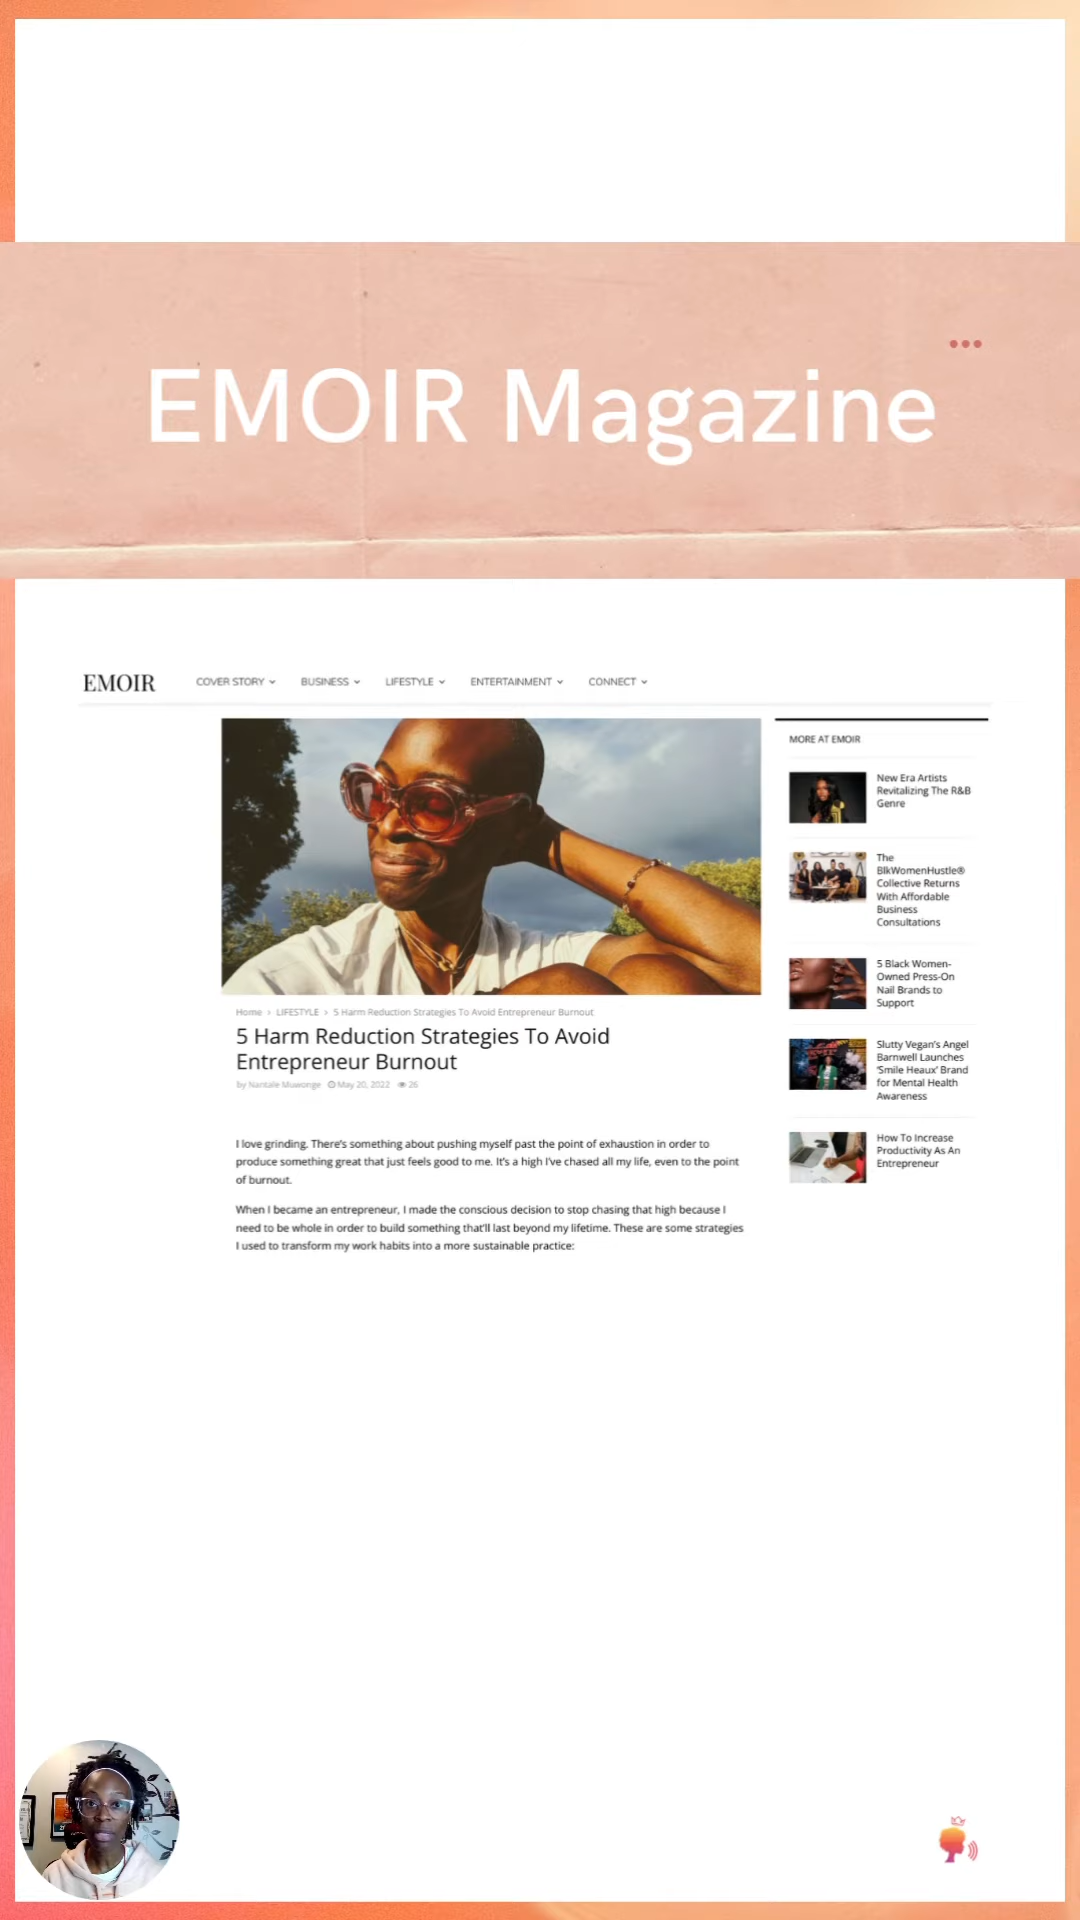 EMOIR Magazine
EMOIR
COVER STORY
BUSINESS
LIFESTYLE
ENTERTAINMENT
CONNECT
Home > LIFESTYLE > 5 Harm Reduction Strategies To Avoid Entrepreneur Burnout
5 Harm Reduction Strategies To Avoid
Entrepreneur Burnout
by Nantale Muwonge May 20, 2022 26
I love grinding. There's something about pushing myself past the point of exhaustion in order to
produce something great that just feels good to me. It's a high I've chased all my life, even to the point
of burnout.
When I became an entrepreneur, I made the conscious decision to stop chasing that high because I
need to be whole in order to build something that'll last beyond my lifetime. These are some strategies
I used to transform my work habits into a more sustainable practice:
MORE AT EMOIR
New Era Artists
Revitalizing The R&B
Genre
The
BlkWomenHustle®
Collective Returns
With Affordable
Business
Consultations
5 Black Women-
Owned Press-On
Nail Brands to
Support
Slutty Vegan's Angel
Barnwell Launches
'Smile Heaux' Brand
for Mental Health
Awareness
How To Increase
Productivity As An
Entrepreneur